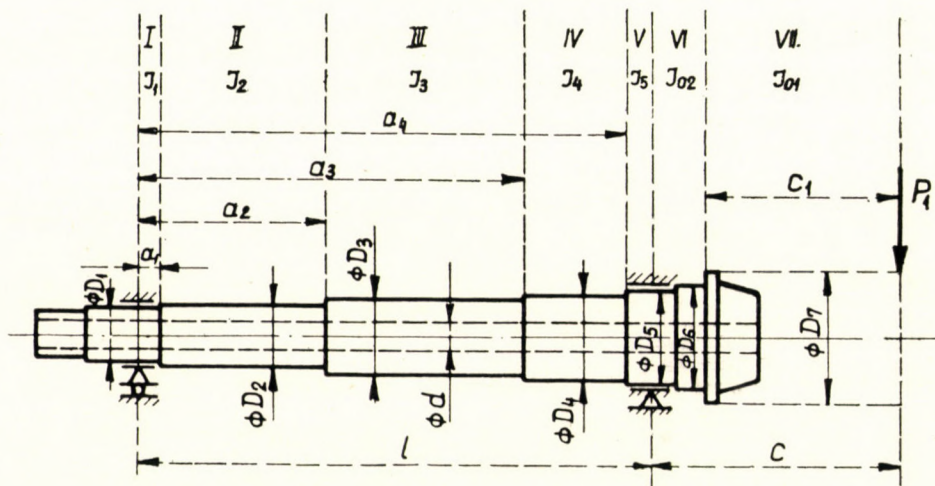 I II III IV V VI VII.
J1 J2 J3 J4 J5 J02 J01
a4
a3
c1
P1
a2
a1
ϕD1
ϕD3
ϕD2
ϕd
ϕD4
ϕD5
ϕD6
ϕD7
l
c